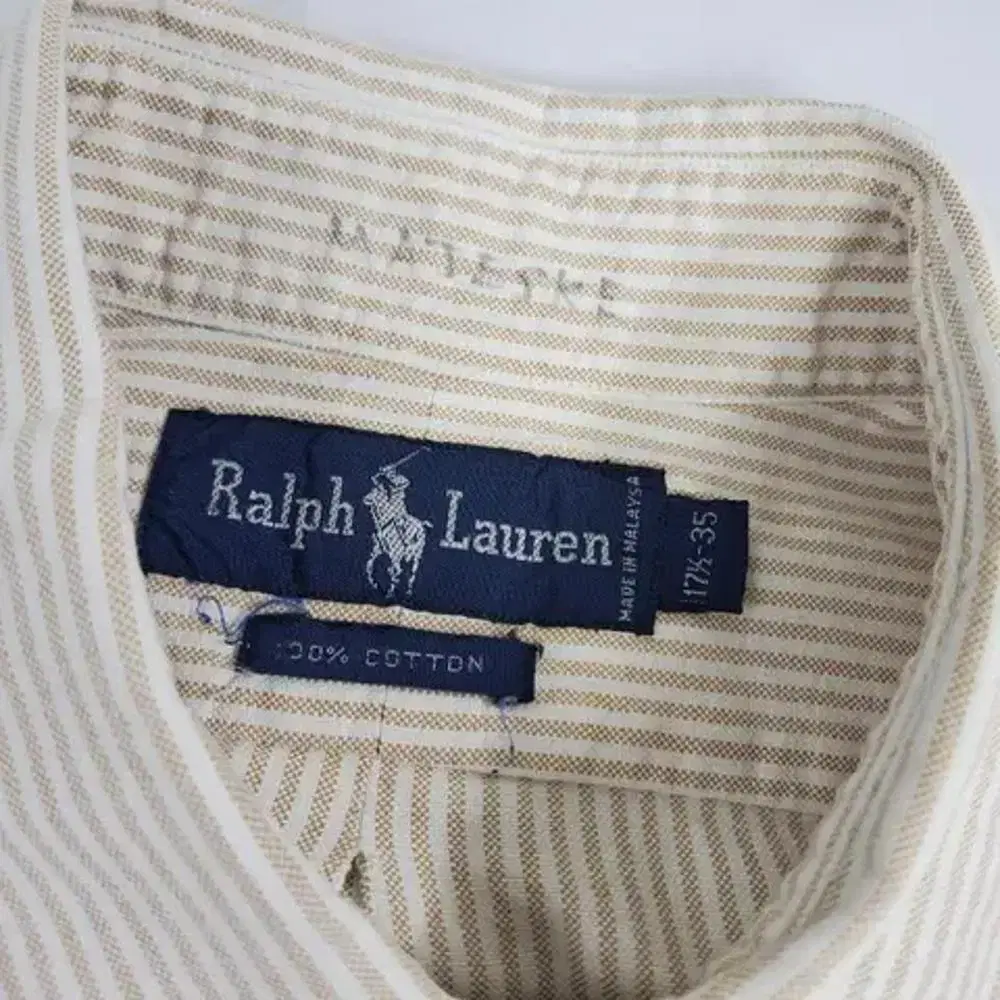 Ralph Lauren
MADE IN MALAYSA
17½-35
100% COTTON